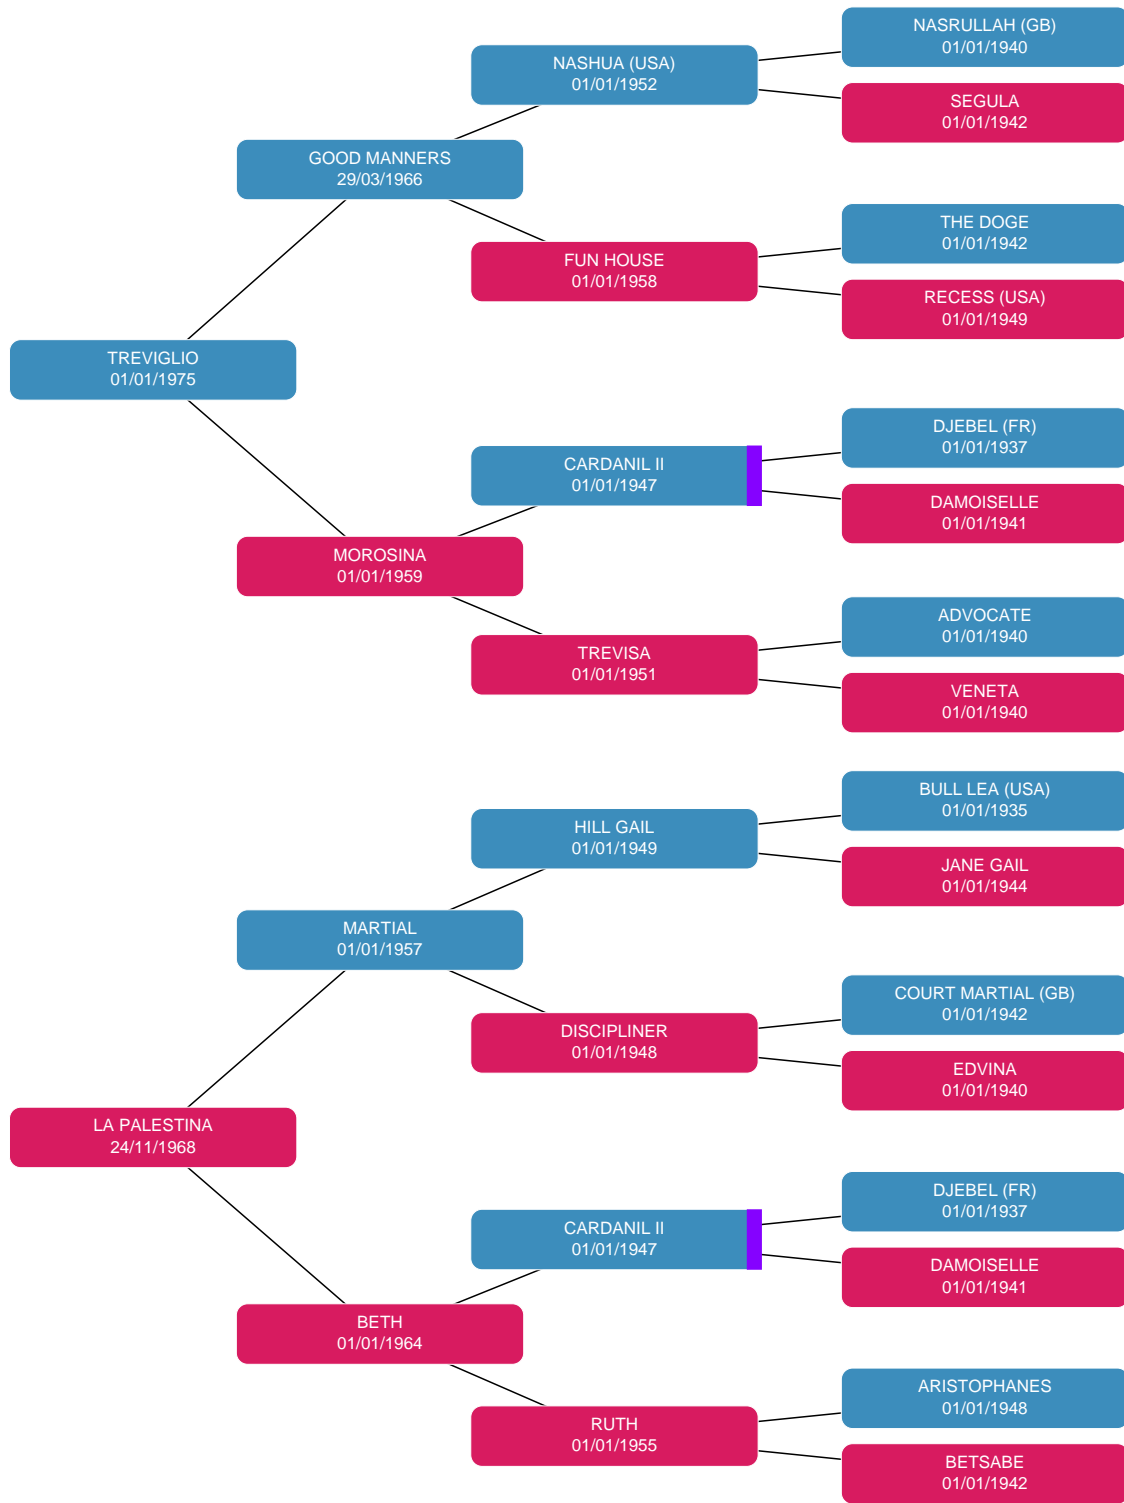 NASRULLAH (GB)
01/01/1940
NASHUA (USA)
01/01/1952
SEGULA
01/01/1942
GOOD MANNERS
29/03/1966
THE DOGE
01/01/1942
FUN HOUSE
01/01/1958
RECESS (USA)
01/01/1949
TREVIGLIO
01/01/1975
DJEBEL (FR)
01/01/1937
CARDANIL II
01/01/1947
DAMOISELLE
01/01/1941
MOROSINA
01/01/1959
ADVOCATE
01/01/1940
TREVISA
01/01/1951
VENETA
01/01/1940
BULL LEA (USA)
01/01/1935
HILL GAIL
01/01/1949
JANE GAIL
01/01/1944
MARTIAL
01/01/1957
COURT MARTIAL (GB)
01/01/1942
DISCIPLINER
01/01/1948
EDVINA
01/01/1940
LA PALESTINA
24/11/1968
DJEBEL (FR)
01/01/1937
CARDANIL II
01/01/1947
DAMOISELLE
01/01/1941
BETH
01/01/1964
ARISTOPHANES
01/01/1948
RUTH
01/01/1955
BETSABE
01/01/1942